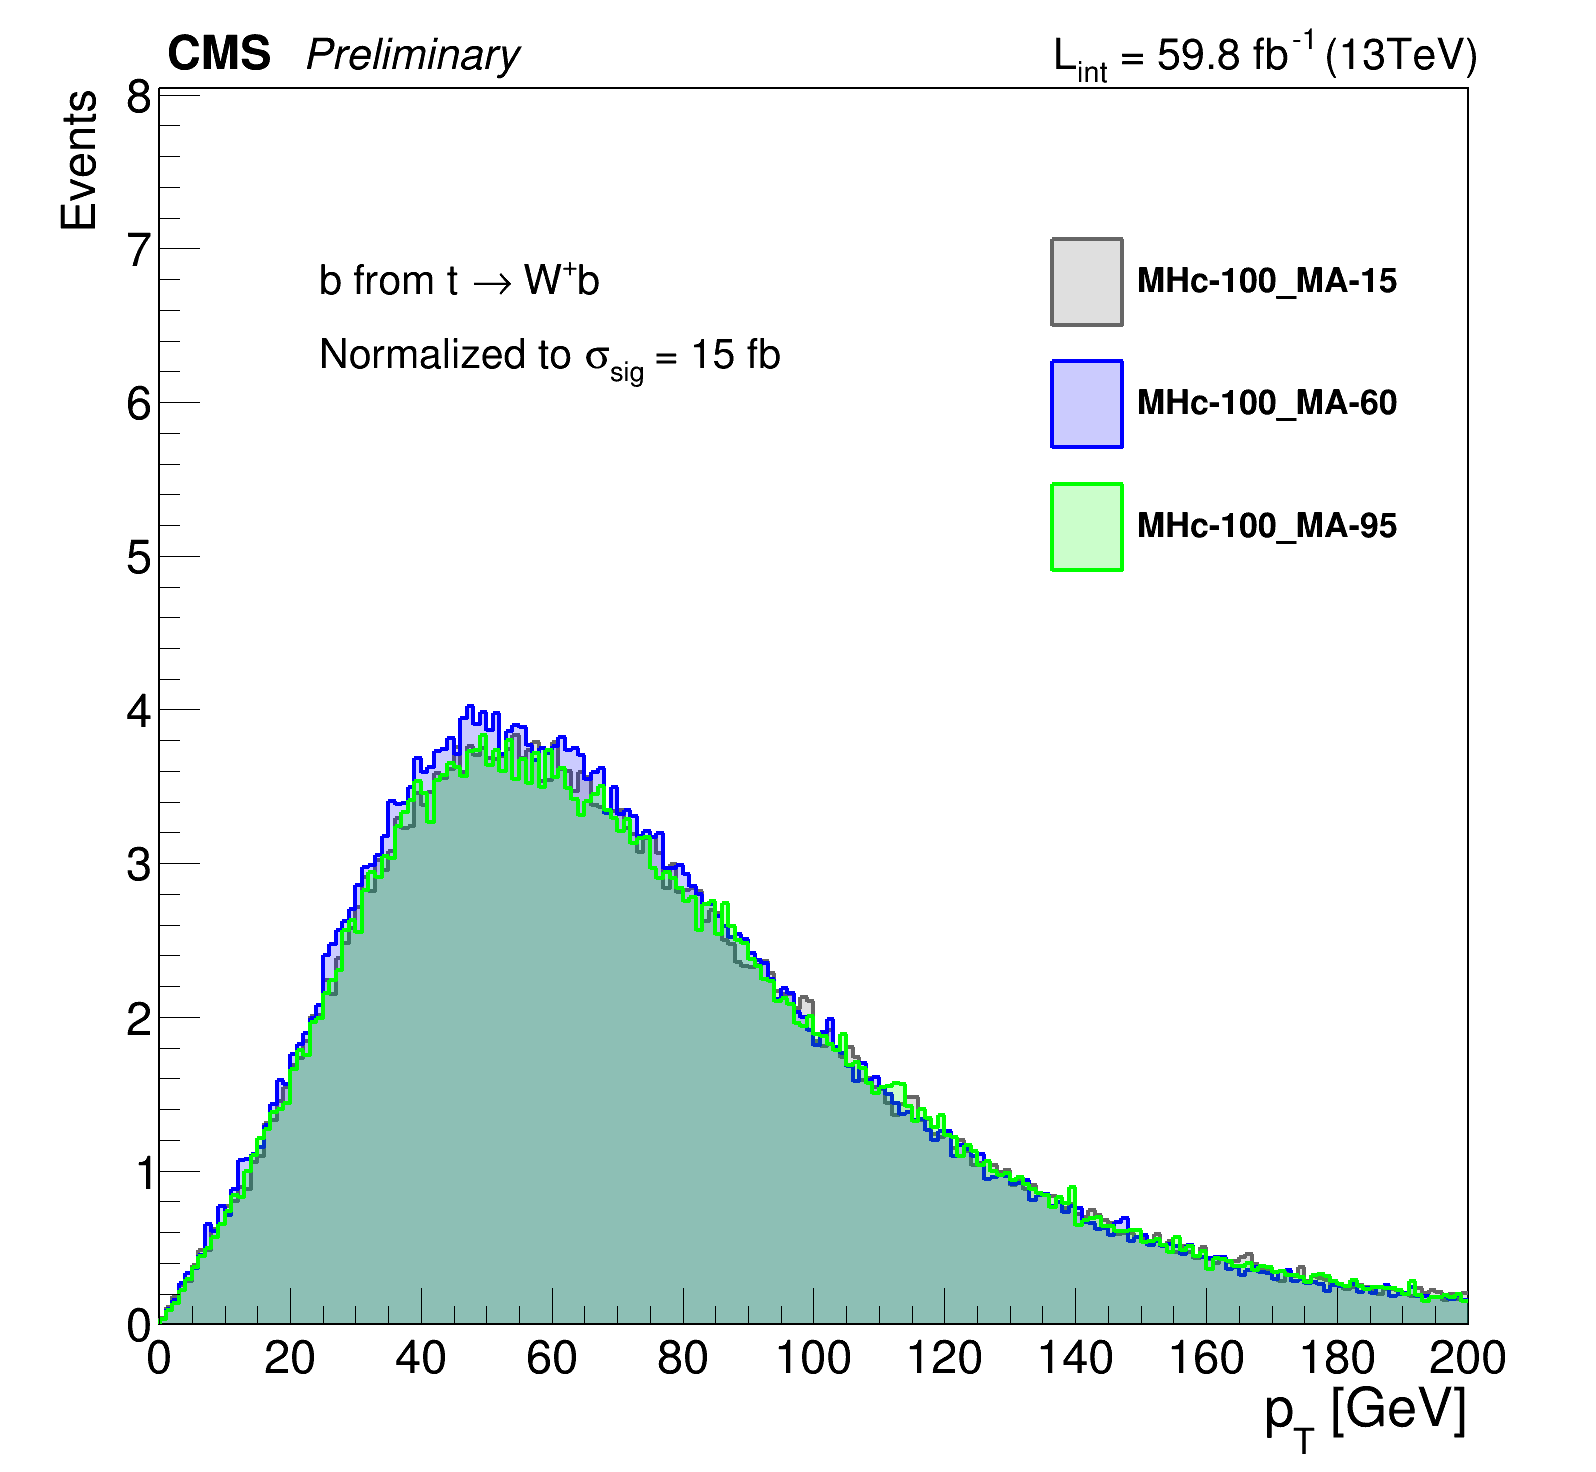 CMS Preliminary L_int = 59.8 fb^-1 (13TeV)
Events
8
7
6
5
4
3
2
1
0
b from t → W⁺b
Normalized to σ_sig = 15 fb
MHc-100_MA-15
MHc-100_MA-60
MHc-100_MA-95
0 20 40 60 80 100 120 140 160 180 200
p_T [GeV]